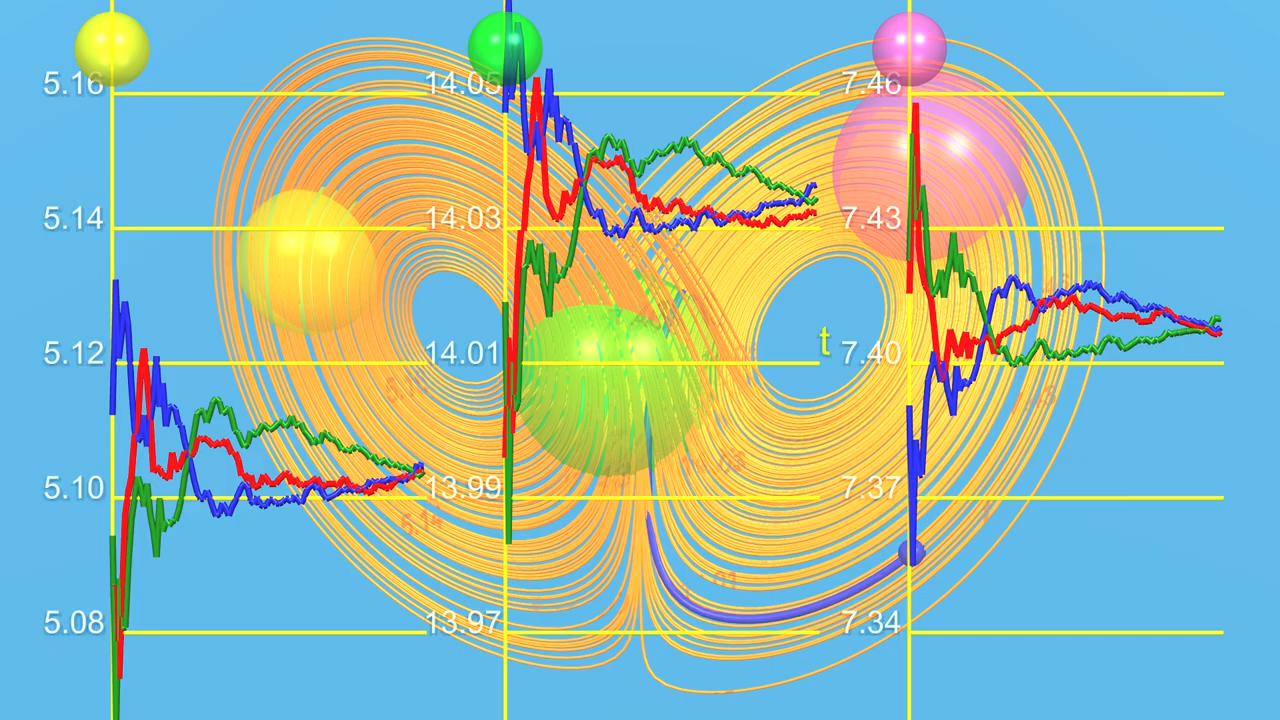 5.16 14.05 7.46
5.14 14.03 7.43
t
5.12 14.01 7.40
5.10 13.99 7.37
5.08 13.97 7.34